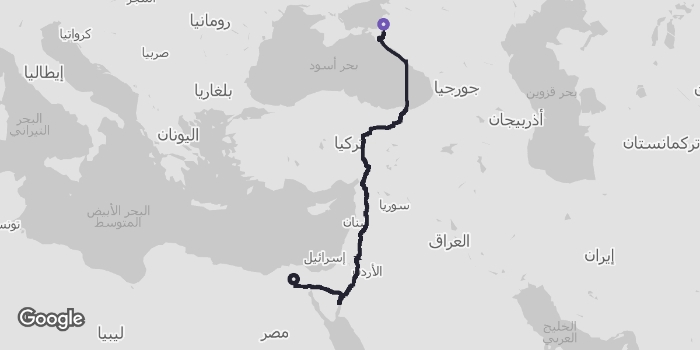 المجر
رومانيا
كرواتيا
صربيا
إيطاليا
بحر أسود
جورجيا
بلغاريا
بحر قزوين
أذربيجان
البحر
التيراني
اليونان
تركيا
تركمانستان
البحر الأبيض
المتوسط
سوريا
تونس
لبنان
العراق
إسرائيل
إيران
الأردن
Google
ليبيا
مصر
الخليج
العربي